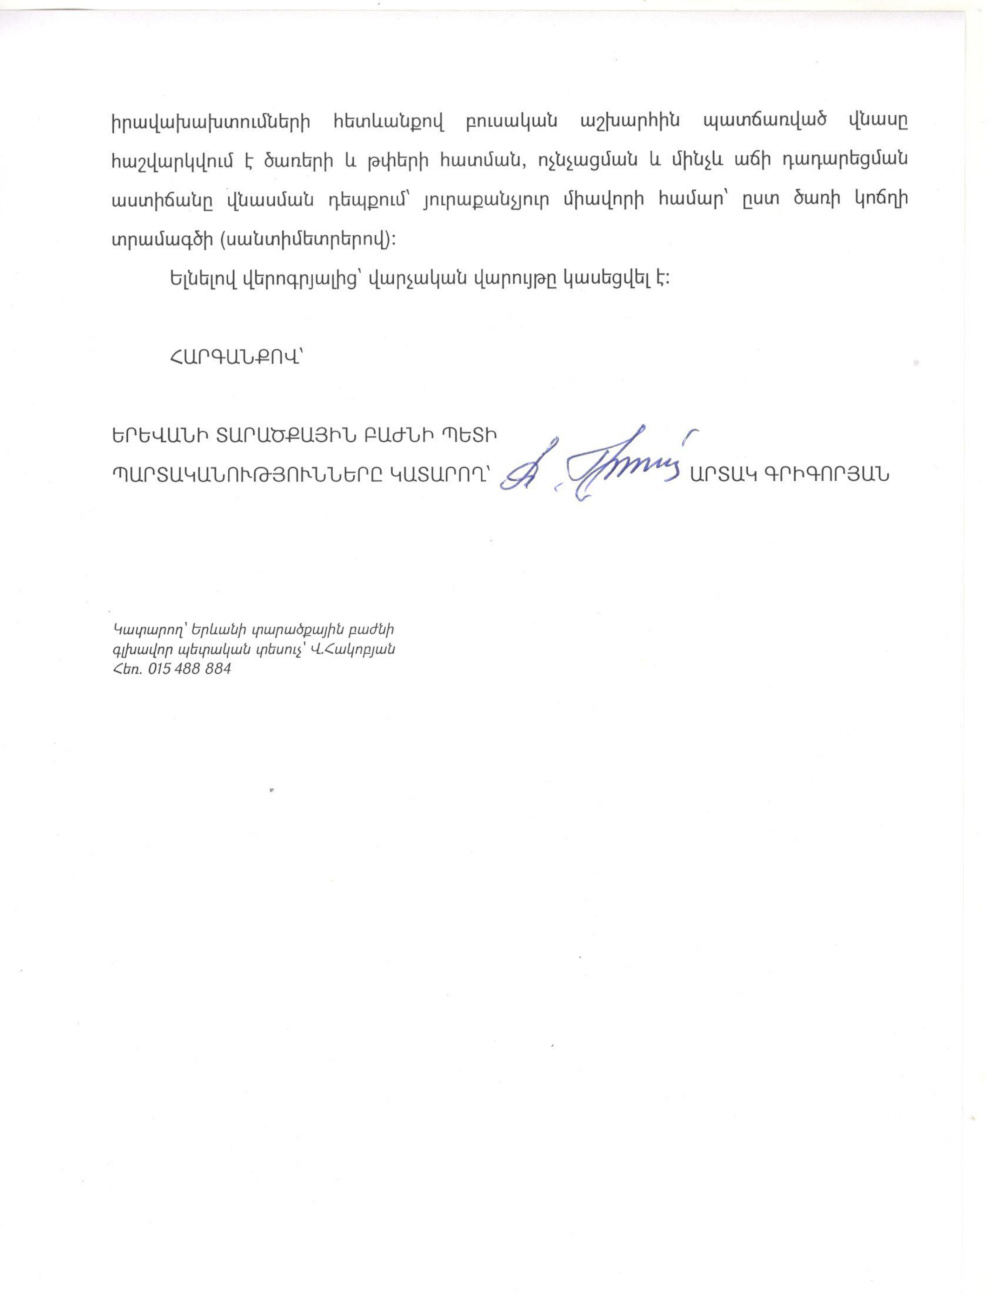 իրավախախտումների հետևանքով բուսական աշխարհին պատճառված վնասը
հաշվարկվում է ծառերի և թփերի հատման, ոչնչացման և մինչև աճի դադարեցման
աստիճանը վնասման դեպքում՝ յուրաքանչյուր միավորի համար՝ ըստ ծառի կոճղի
տրամագծի (սանտիմետրերով):
Ելնելով վերոգրյալից՝ վարչական վարույթը կասեցվել է:
ՀԱՐԳԱՆՔՈՎ՝
ԵՐԵՎԱՆԻ ՏԱՐԱԾՔԱՅԻՆ ԲԱԺՆԻ ՊԵՏԻ
ՊԱՐՏԱԿԱՆՈՒԹՅՈՒՆՆԵՐԸ ԿԱՏԱՐՈՂ՝ ԱՐՏԱԿ ԳՐԻԳՈՐՅԱՆ
Կատարող՝ Երևանի տարածքային բաժնի
գլխավոր պետական տեսուչ՝ Վ.Հակոբյան
Հեռ. 015 488 884